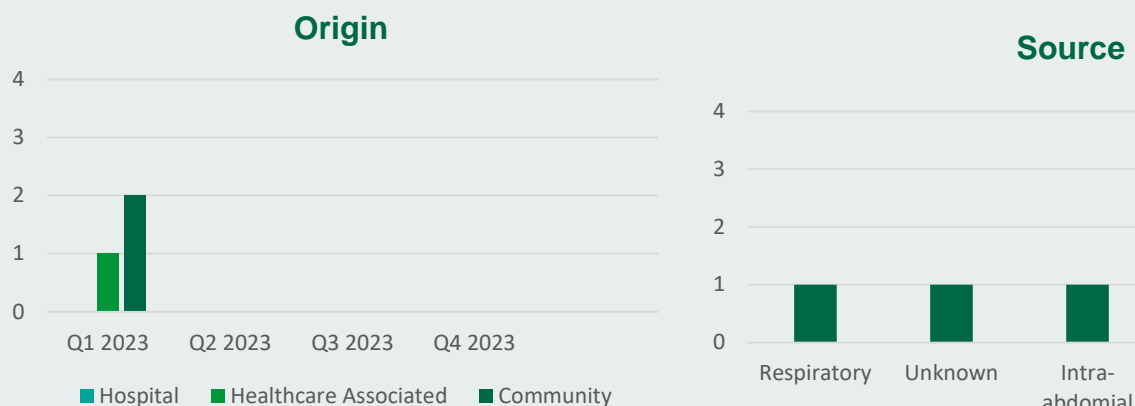 Origin
4
3
2
1
0
Q1 2023 Q2 2023 Q3 2023 Q4 2023
Hospital Healthcare Associated Community
Source
4
3
2
1
0
Respiratory Unknown Intra-
abdomial